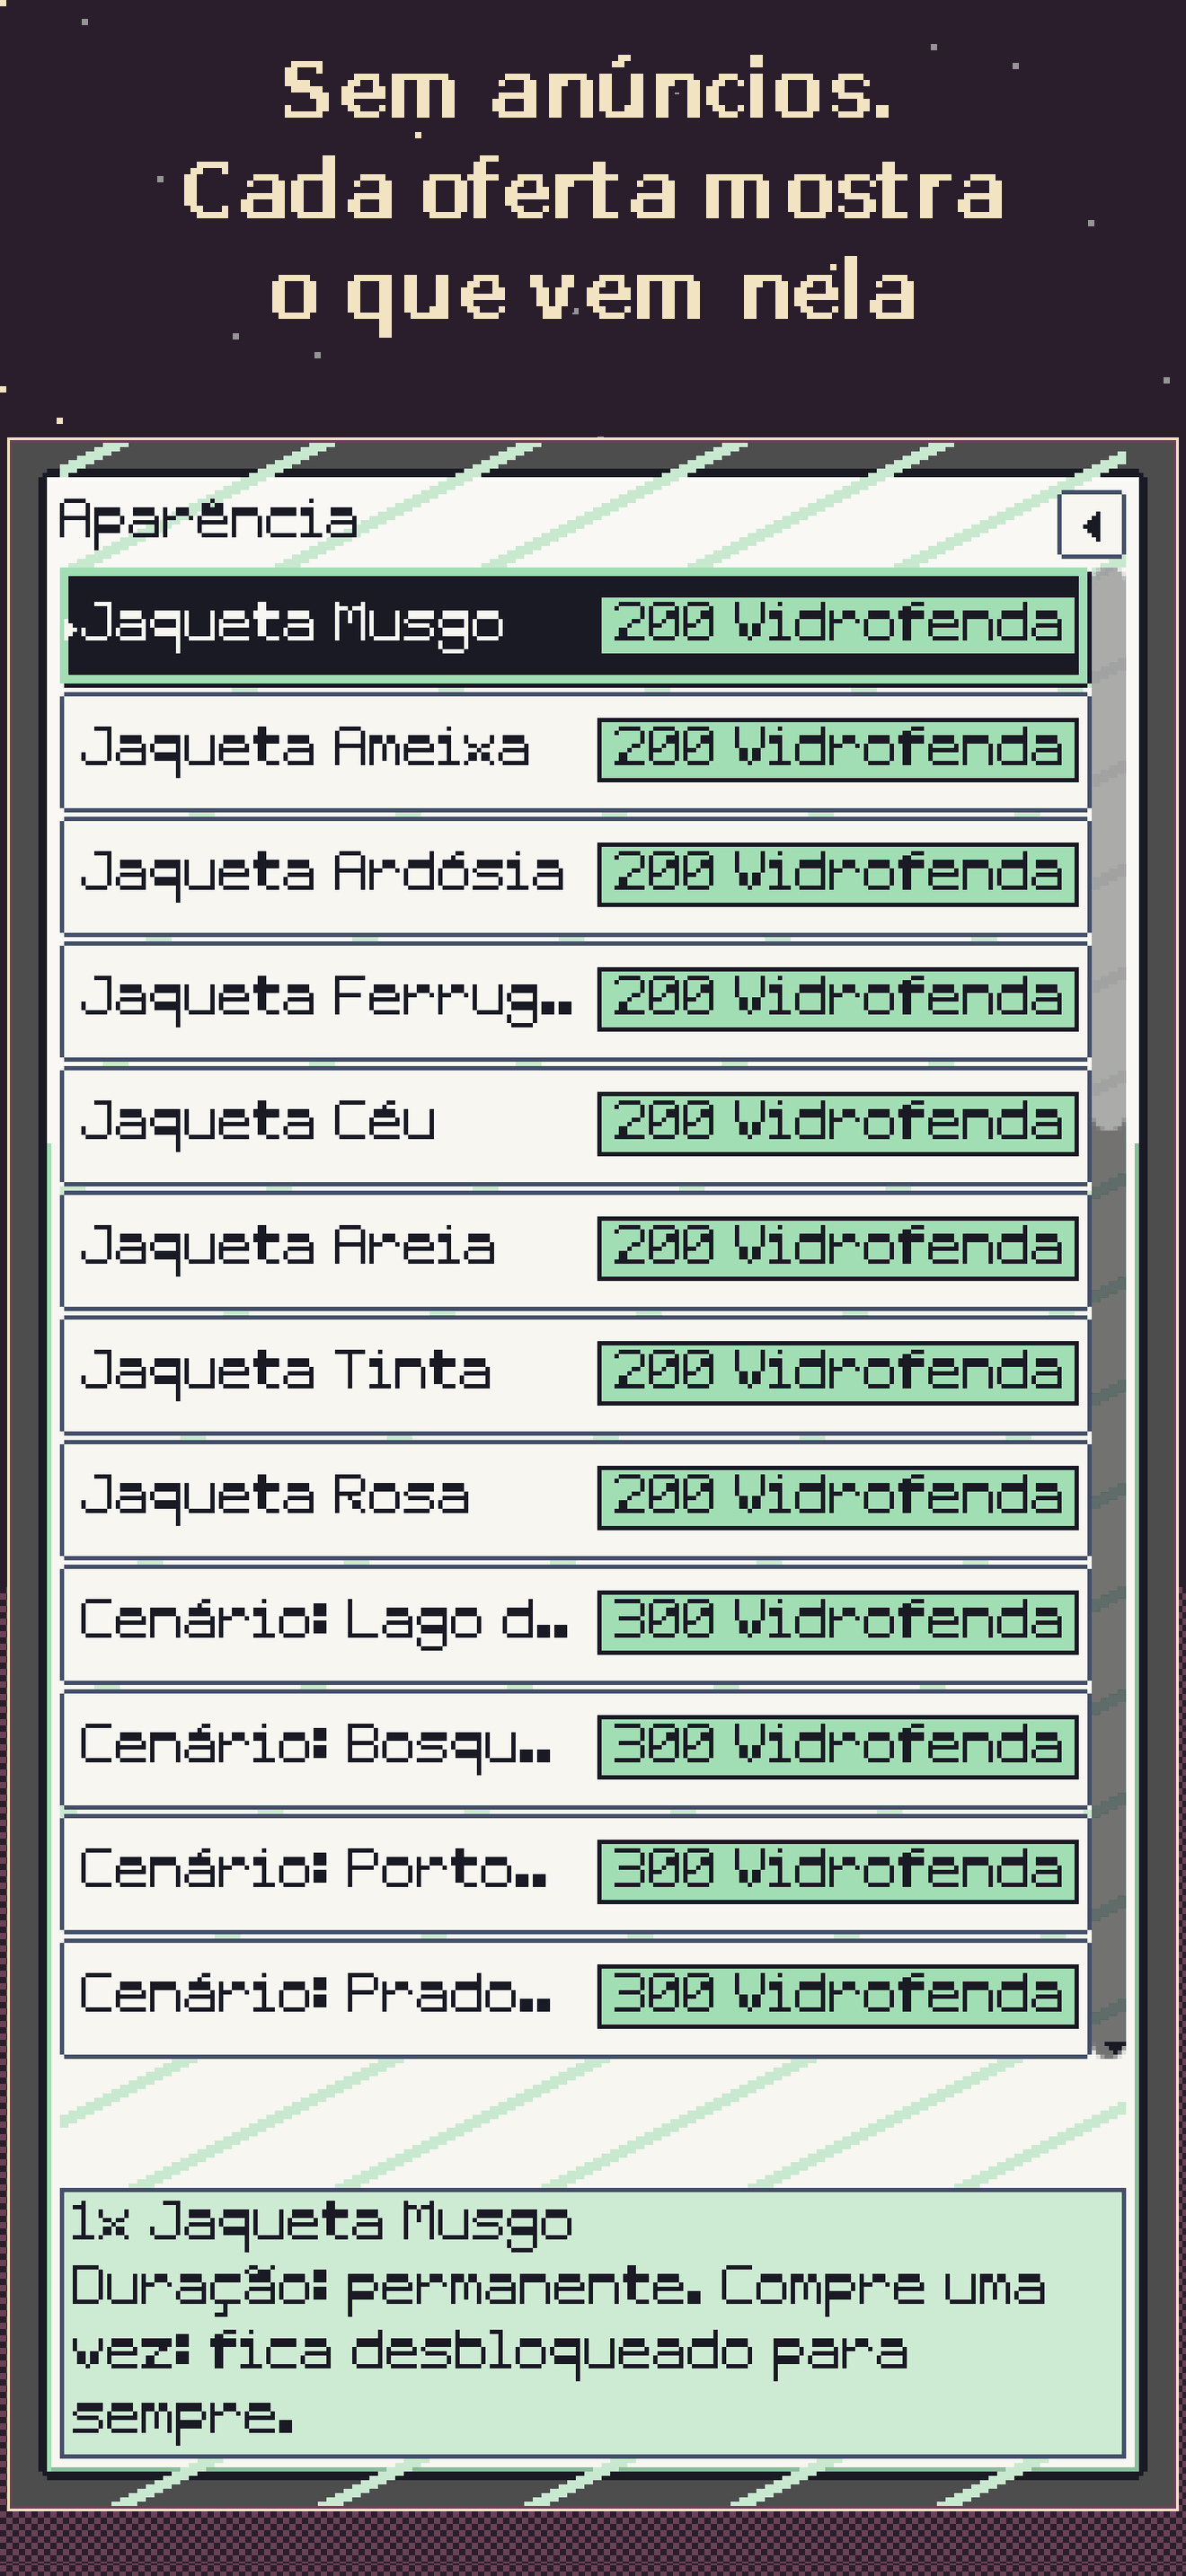 Sem anúncios.
Cada oferta mostra
o que vem nela
Aparência
Jaqueta Musgo 200 Vidrofenda
Jaqueta Ameixa 200 Vidrofenda
Jaqueta Ardósia 200 Vidrofenda
Jaqueta Ferrug.. 200 Vidrofenda
Jaqueta Céu 200 Vidrofenda
Jaqueta Areia 200 Vidrofenda
Jaqueta Tinta 200 Vidrofenda
Jaqueta Rosa 200 Vidrofenda
Cenário: Lago d.. 300 Vidrofenda
Cenário: Bosqu.. 300 Vidrofenda
Cenário: Porto.. 300 Vidrofenda
Cenário: Prado.. 300 Vidrofenda
1x Jaqueta Musgo
Duração: permanente. Compre uma
vez: fica desbloqueado para
sempre.